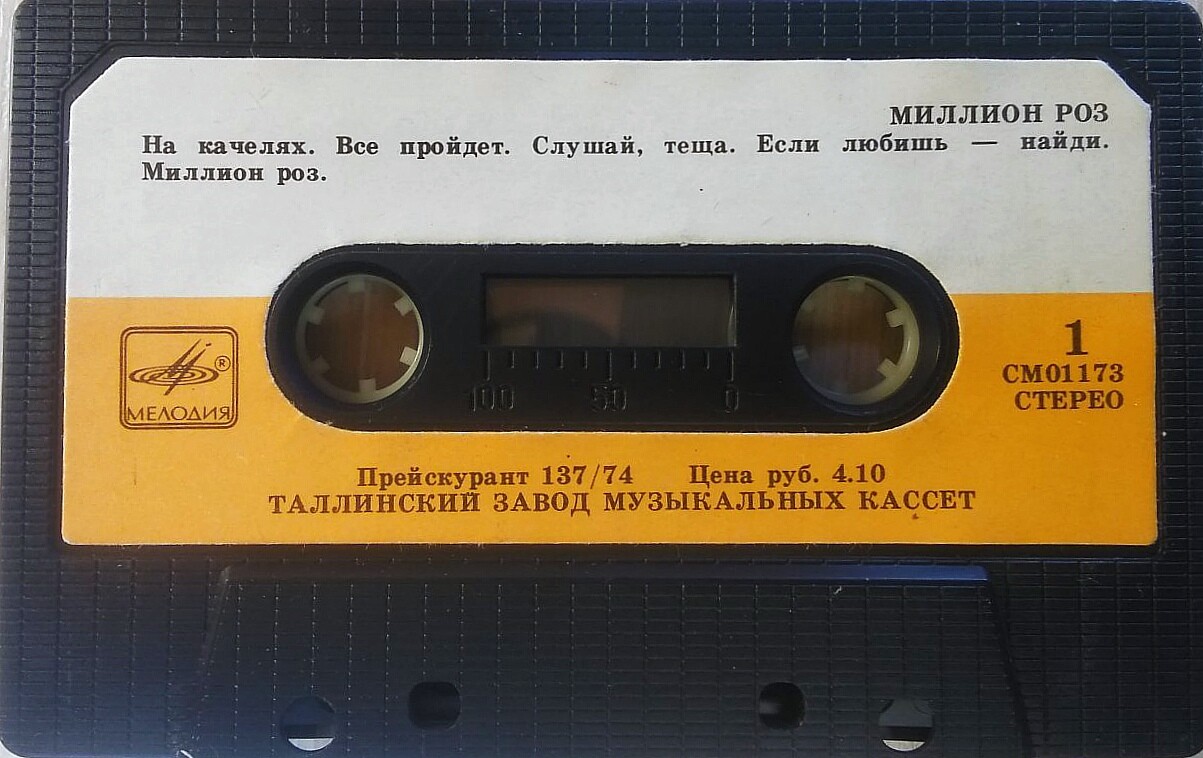 МИЛЛИОН РОЗ
На качелях. Все пройдет. Слушай, теща. Если любишь — найди.
Миллион роз.
100 50 0
® МЕЛОДИЯ
1
СМ01173
СТЕРЕО
Прейскурант 137/74 Цена руб. 4.10
ТАЛЛИНСКИЙ ЗАВОД МУЗЫКАЛЬНЫХ КАССЕТ